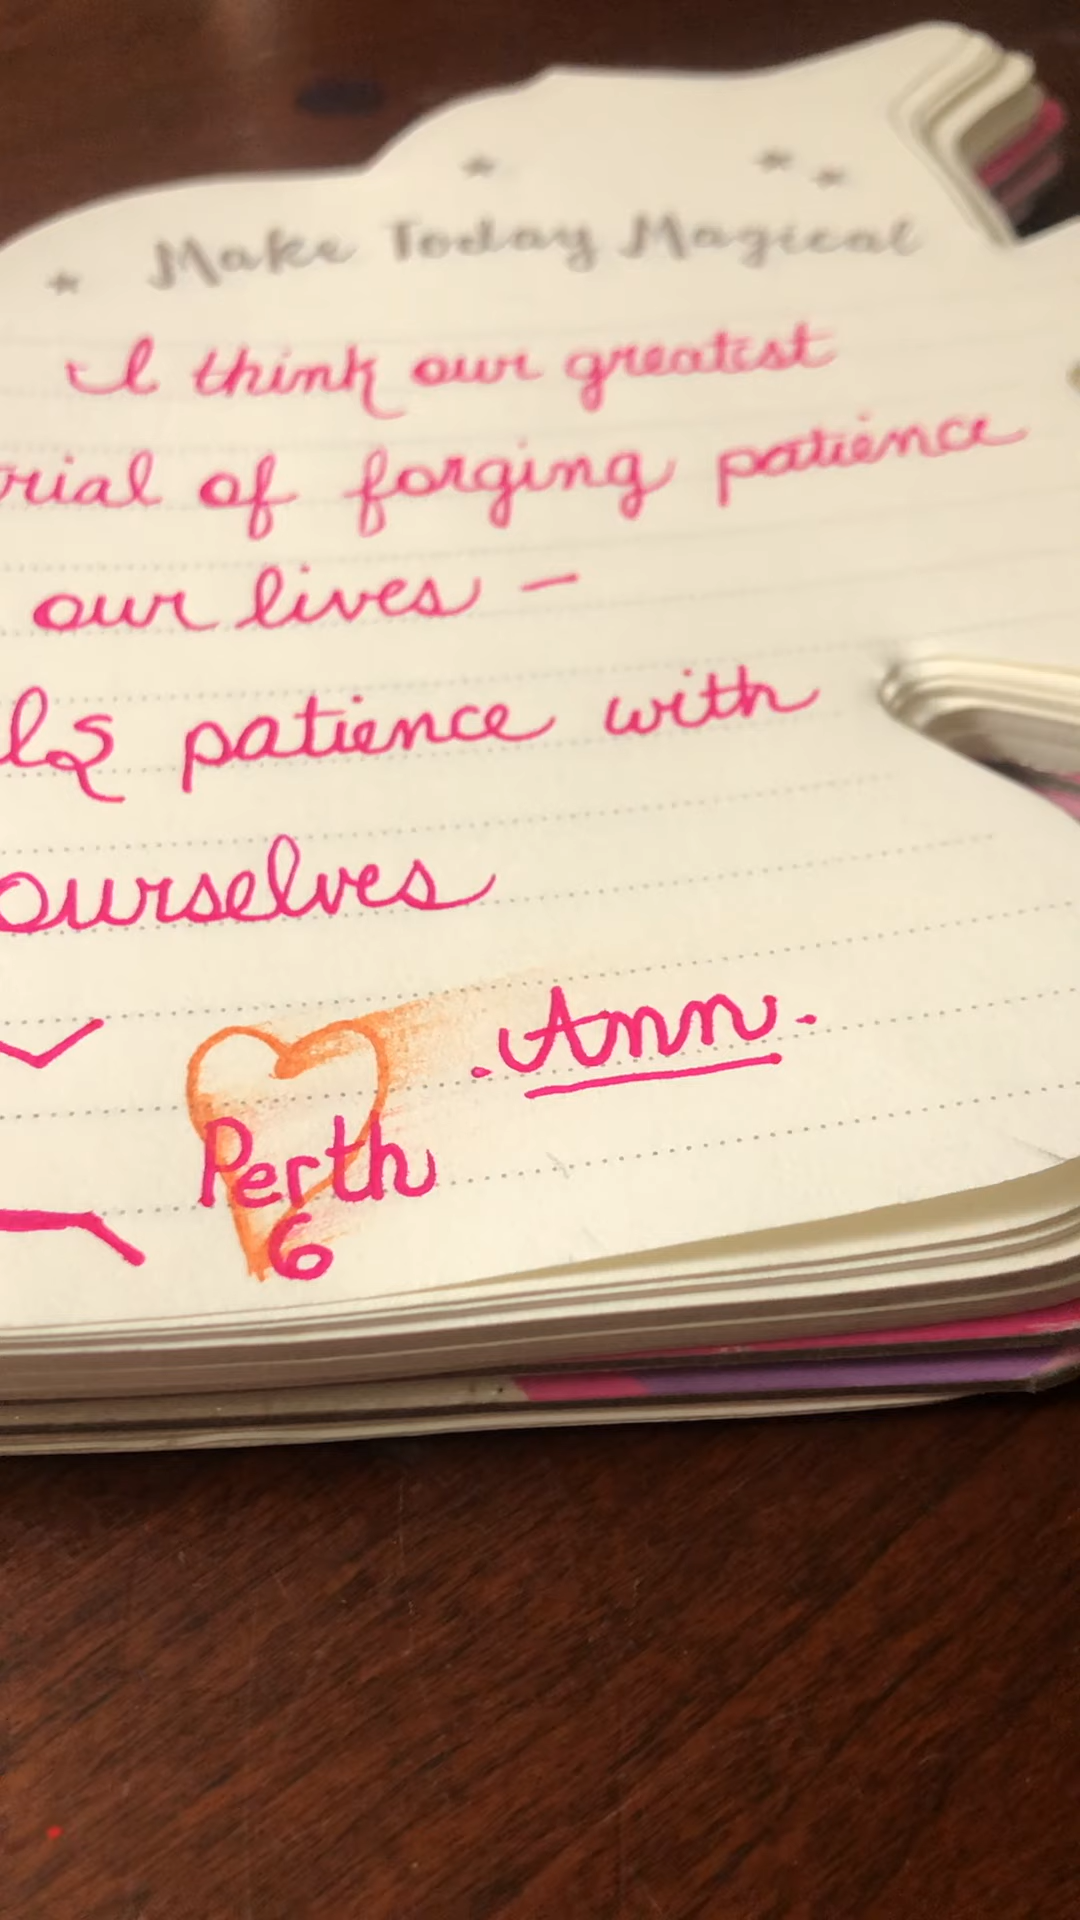 Make Today Magical
I think our greatest
rial of forging patience
our lives –
patience with
ourselves
.Ann.
Perth
6